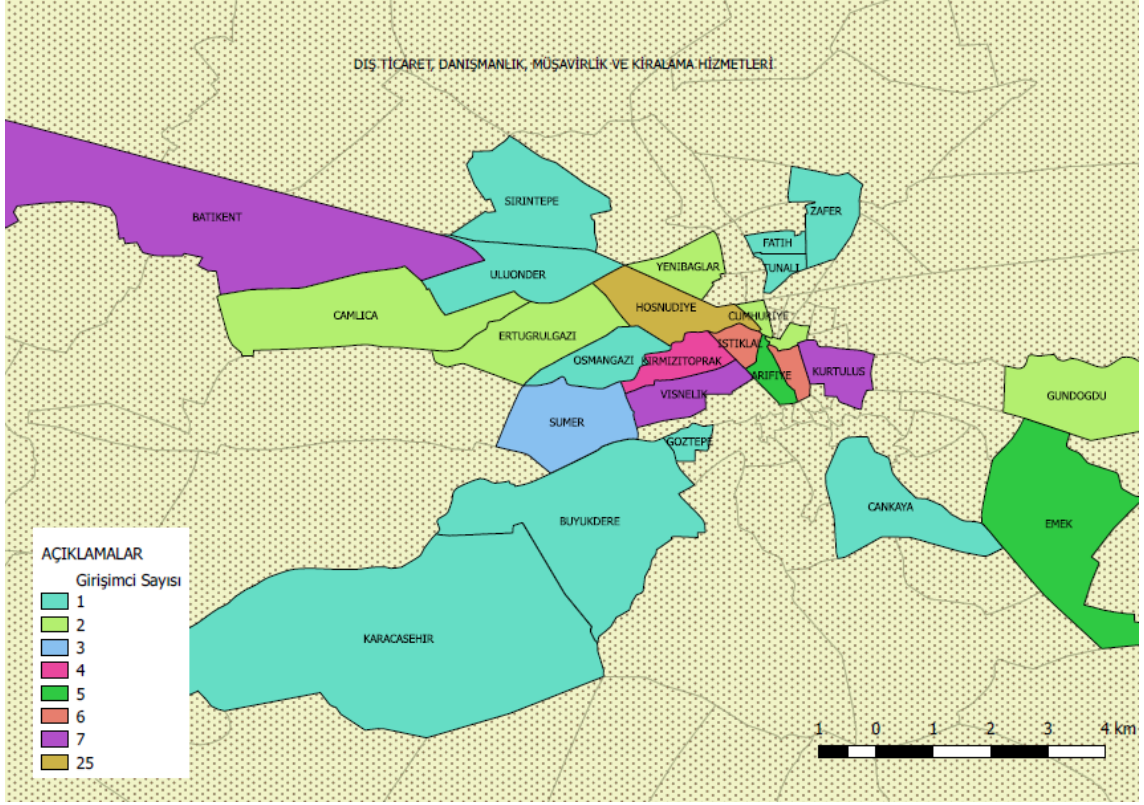 DIŞ TİCARET, DANIŞMANLIK, MÜŞAVİRLİK VE KİRALAMA HİZMETLERİ
SIRINTEPE
ZAFER
BATIKENT
FATIH
YENIBAGLAR
TUNALI
ULUONDER
HOSNUDIYE
CAMLICA
CUMHURIYE
ERTUGRULGAZI
ISTIKLAL
OSMANGAZI
KIRMIZITOPRAK
ARIFIYE
KURTULUS
VISNELIK
GUNDOGDU
SUMER
GOZTEPE
CANKAYA
BUYUKDERE
EMEK
KARACASEHIR
AÇIKLAMALAR
Girişimci Sayısı
1
2
3
4
5
6
7
25
1 0 1 2 3 4 km